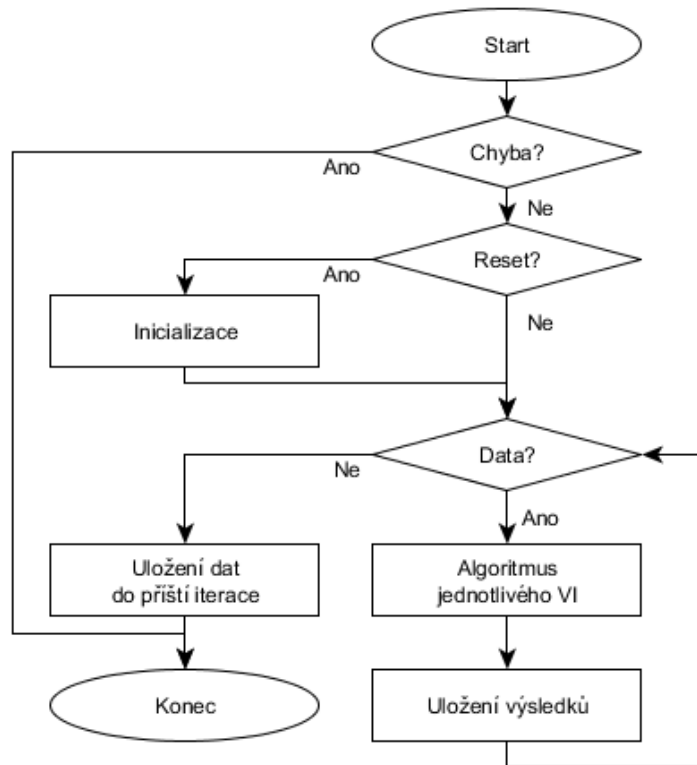 Start
Chyba?
Ano
Ne
Reset?
Ano
Ne
Inicializace
Data?
Ne
Ano
Uložení dat
do příští iterace
Algoritmus
jednotlivého VI
Konec
Uložení výsledků